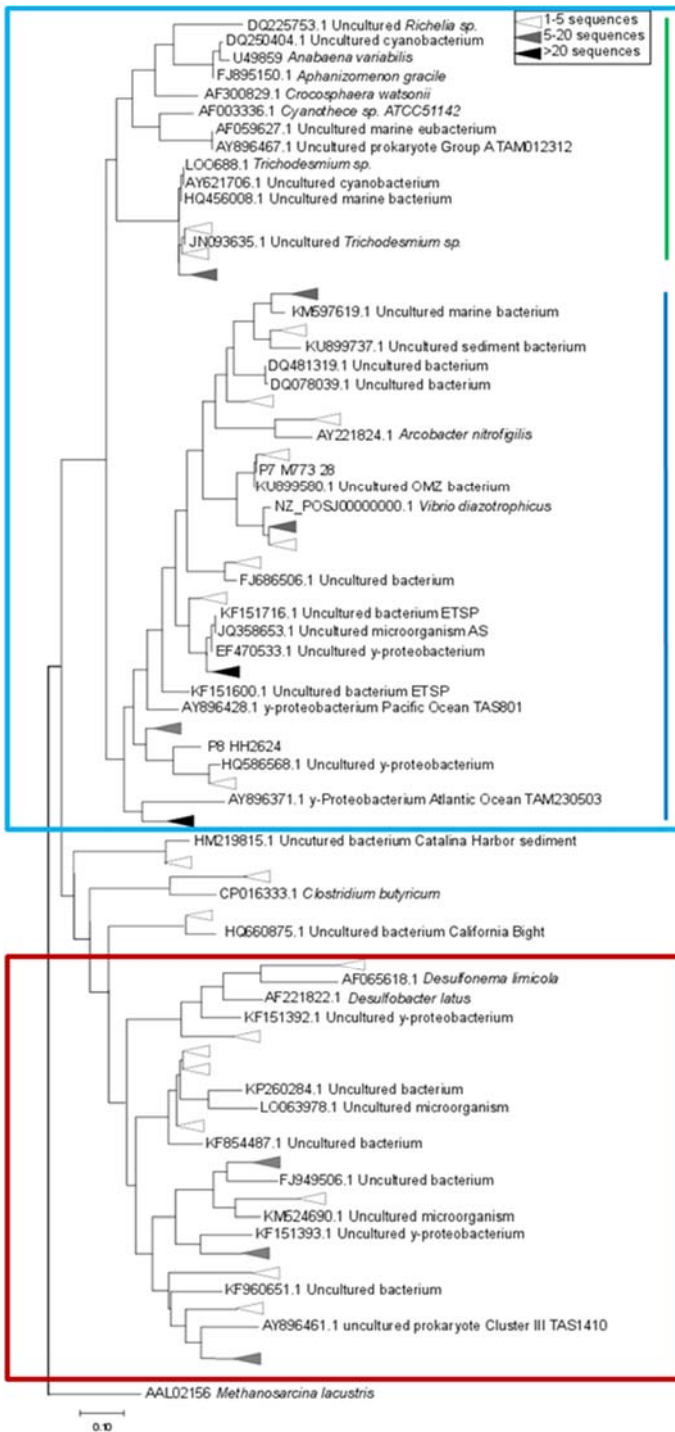 1-5 sequences
5-20 sequences
>20 sequences
DQ225753.1 Uncultured Richelia sp.
DQ250404.1 Uncultured cyanobacterium
U49859 Anabaena variabilis
FJ895150.1 Aphanizomenon gracile
AF300829.1 Crocosphaera watsonii
AF003336.1 Cyanothece sp. ATCC51142
AF059627.1 Uncultured marine eubacterium
AY896467.1 Uncultured prokaryote Group A TAM012312
LOO688.1 Trichodesmium sp.
AY621706.1 Uncultured cyanobacterium
HQ456008.1 Uncultured marine bacterium
JN093635.1 Uncultured Trichodesmium sp.
KM597619.1 Uncultured marine bacterium
KU899737.1 Uncultured sediment bacterium
DQ481319.1 Uncultured bacterium
DQ078039.1 Uncultured bacterium
AY221824.1 Arcobacter nitrofigilis
P7 M773 28
KU899580.1 Uncultured OMZ bacterium
NZ_POSJ00000000.1 Vibrio diazotrophicus
FJ686506.1 Uncultured bacterium
KF151716.1 Uncultured bacterium ETSP
JQ358653.1 Uncultured microorganism AS
EF470533.1 Uncultured y-proteobacterium
KF151600.1 Uncultured bacterium ETSP
AY896428.1 y-proteobacterium Pacific Ocean TAS801
P8 HH2624
HQ586568.1 Uncultured y-proteobacterium
AY896371.1 y-Proteobacterium Atlantic Ocean TAM230503
HM219815.1 Uncutured bacterium Catalina Harbor sediment
CP016333.1 Clostridium butyricum
HQ660875.1 Uncultured bacterium California Bight
AF065618.1 Desulfonema limicola
AF221822.1 Desulfobacter latus
KF151392.1 Uncultured y-proteobacterium
KP260284.1 Uncultured bacterium
LO063978.1 Uncultured microorganism
KF854487.1 Uncultured bacterium
FJ949506.1 Uncultured bacterium
KM524690.1 Uncultured microorganism
KF151393.1 Uncultured y-proteobacterium
KF960651.1 Uncultured bacterium
AY896461.1 uncultured prokaryote Cluster III TAS1410
AAL02156 Methanosarcina lacustris
0.10